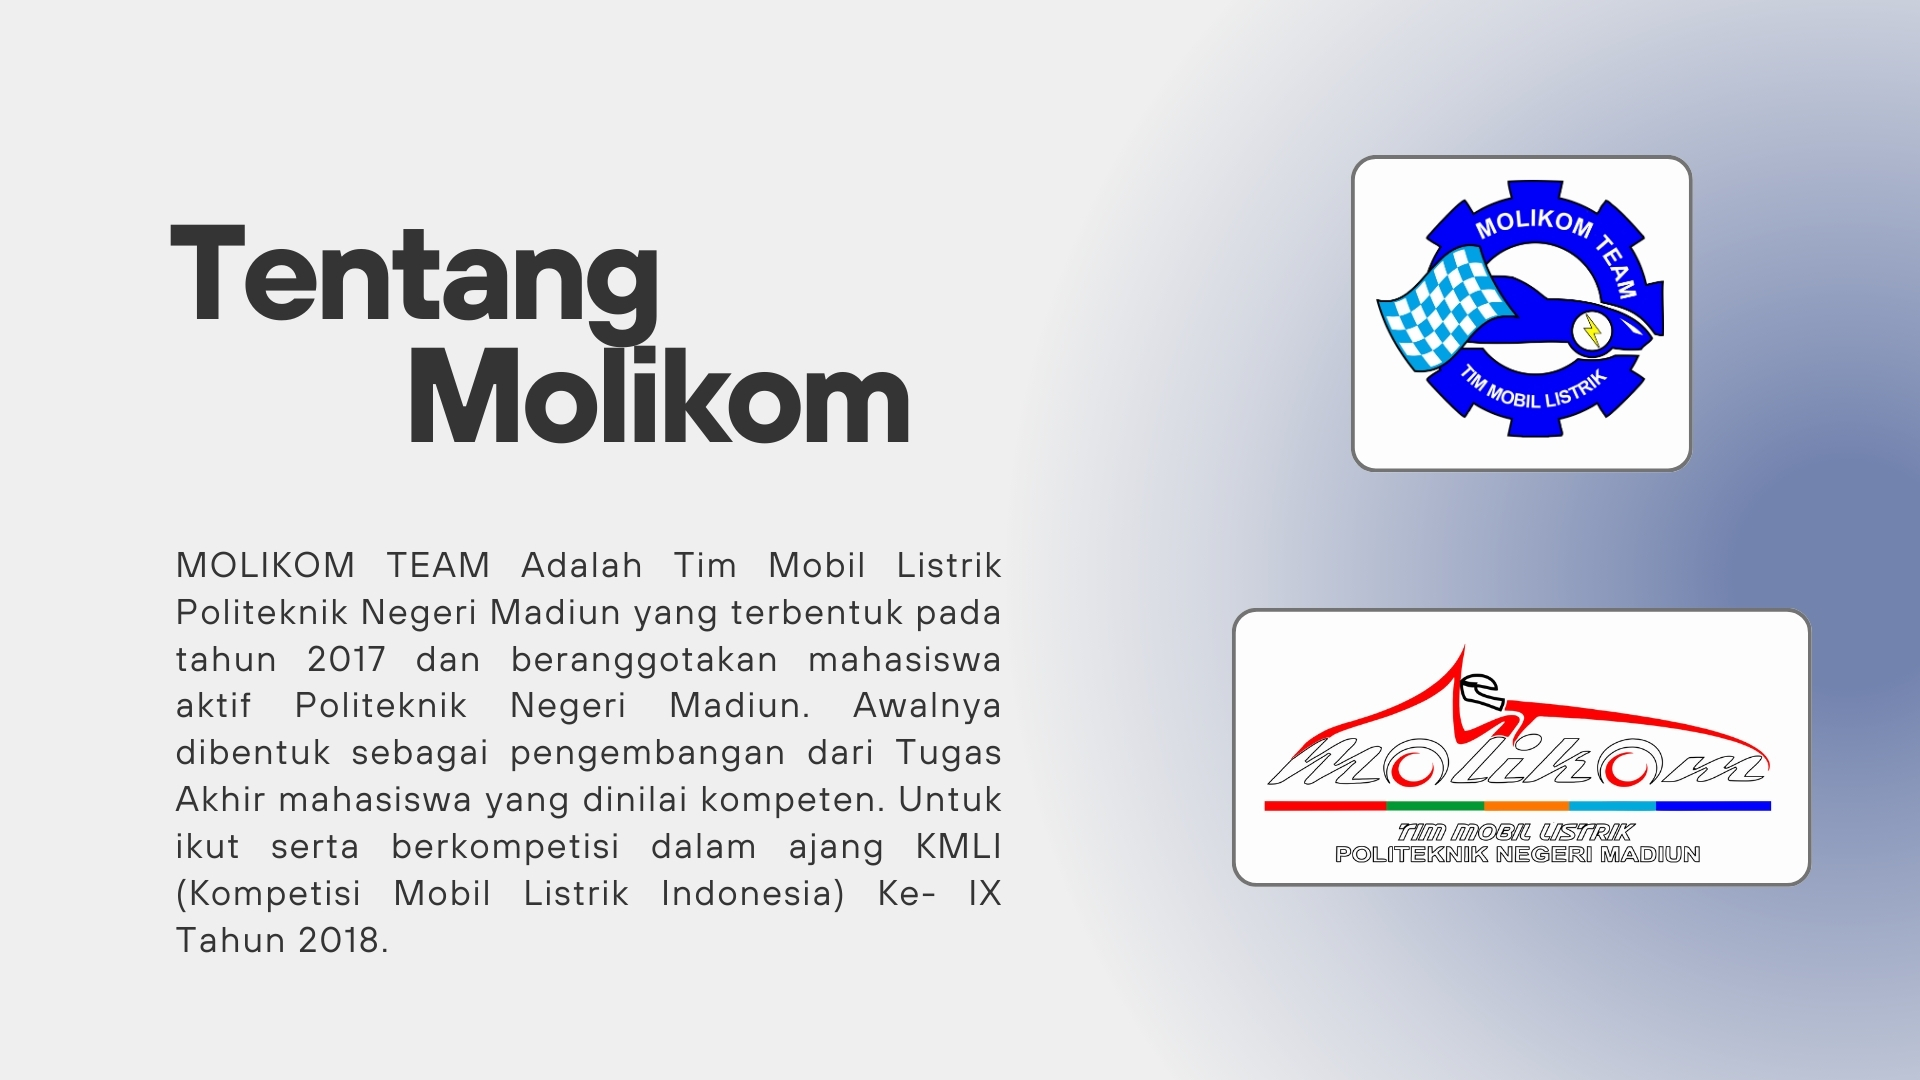 Tentang
Molikom
MOLIKOM TEAM Adalah Tim Mobil Listrik
Politeknik Negeri Madiun yang terbentuk pada
tahun 2017 dan beranggotakan mahasiswa
aktif Politeknik Negeri Madiun. Awalnya
dibentuk sebagai pengembangan dari Tugas
Akhir mahasiswa yang dinilai kompeten. Untuk
ikut serta berkompetisi dalam ajang KMLI
(Kompetisi Mobil Listrik Indonesia) Ke- IX
Tahun 2018.
MOLIKOM TEAM
TIM MOBIL LISTRIK
Molikom
TIM MOBIL LISTRIK
POLITEKNIK NEGERI MADIUN